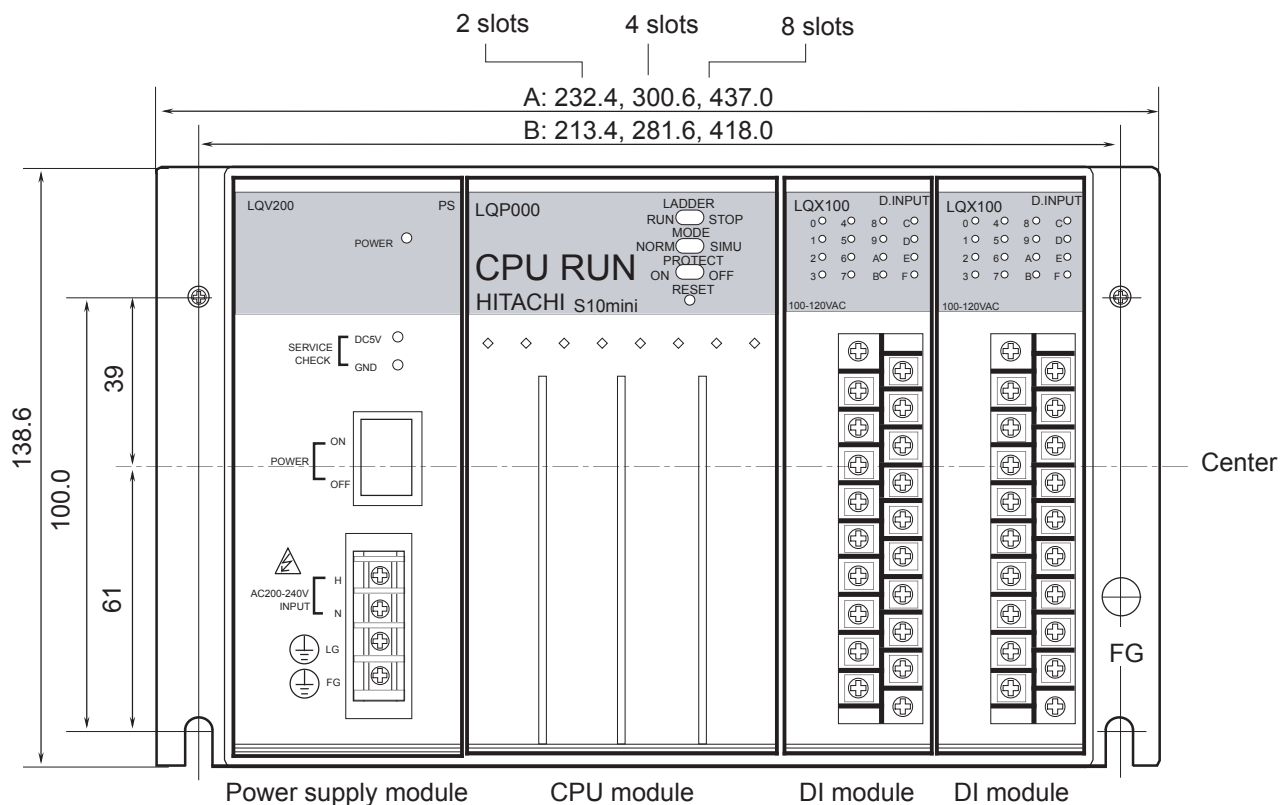 2 slots 4 slots 8 slots
A: 232.4, 300.6, 437.0
B: 213.4, 281.6, 418.0
LQV200 PS
POWER
SERVICE CHECK
DC5V
GND
POWER
ON
OFF
AC200-240V
INPUT
H
N
LG
FG
LQP000
LADDER
RUN STOP
MODE
NORM SIMU
PROTECT
ON OFF
RESET
CPU RUN
HITACHI S10mini
LQX100 D.INPUT
0 4 8 C
1 5 9 D
2 6 A E
3 7 B F
100-120VAC
LQX100 D.INPUT
0 4 8 C
1 5 9 D
2 6 A E
3 7 B F
100-120VAC
138.6
100.0
39
61
Center
FG
Power supply module CPU module DI module DI module